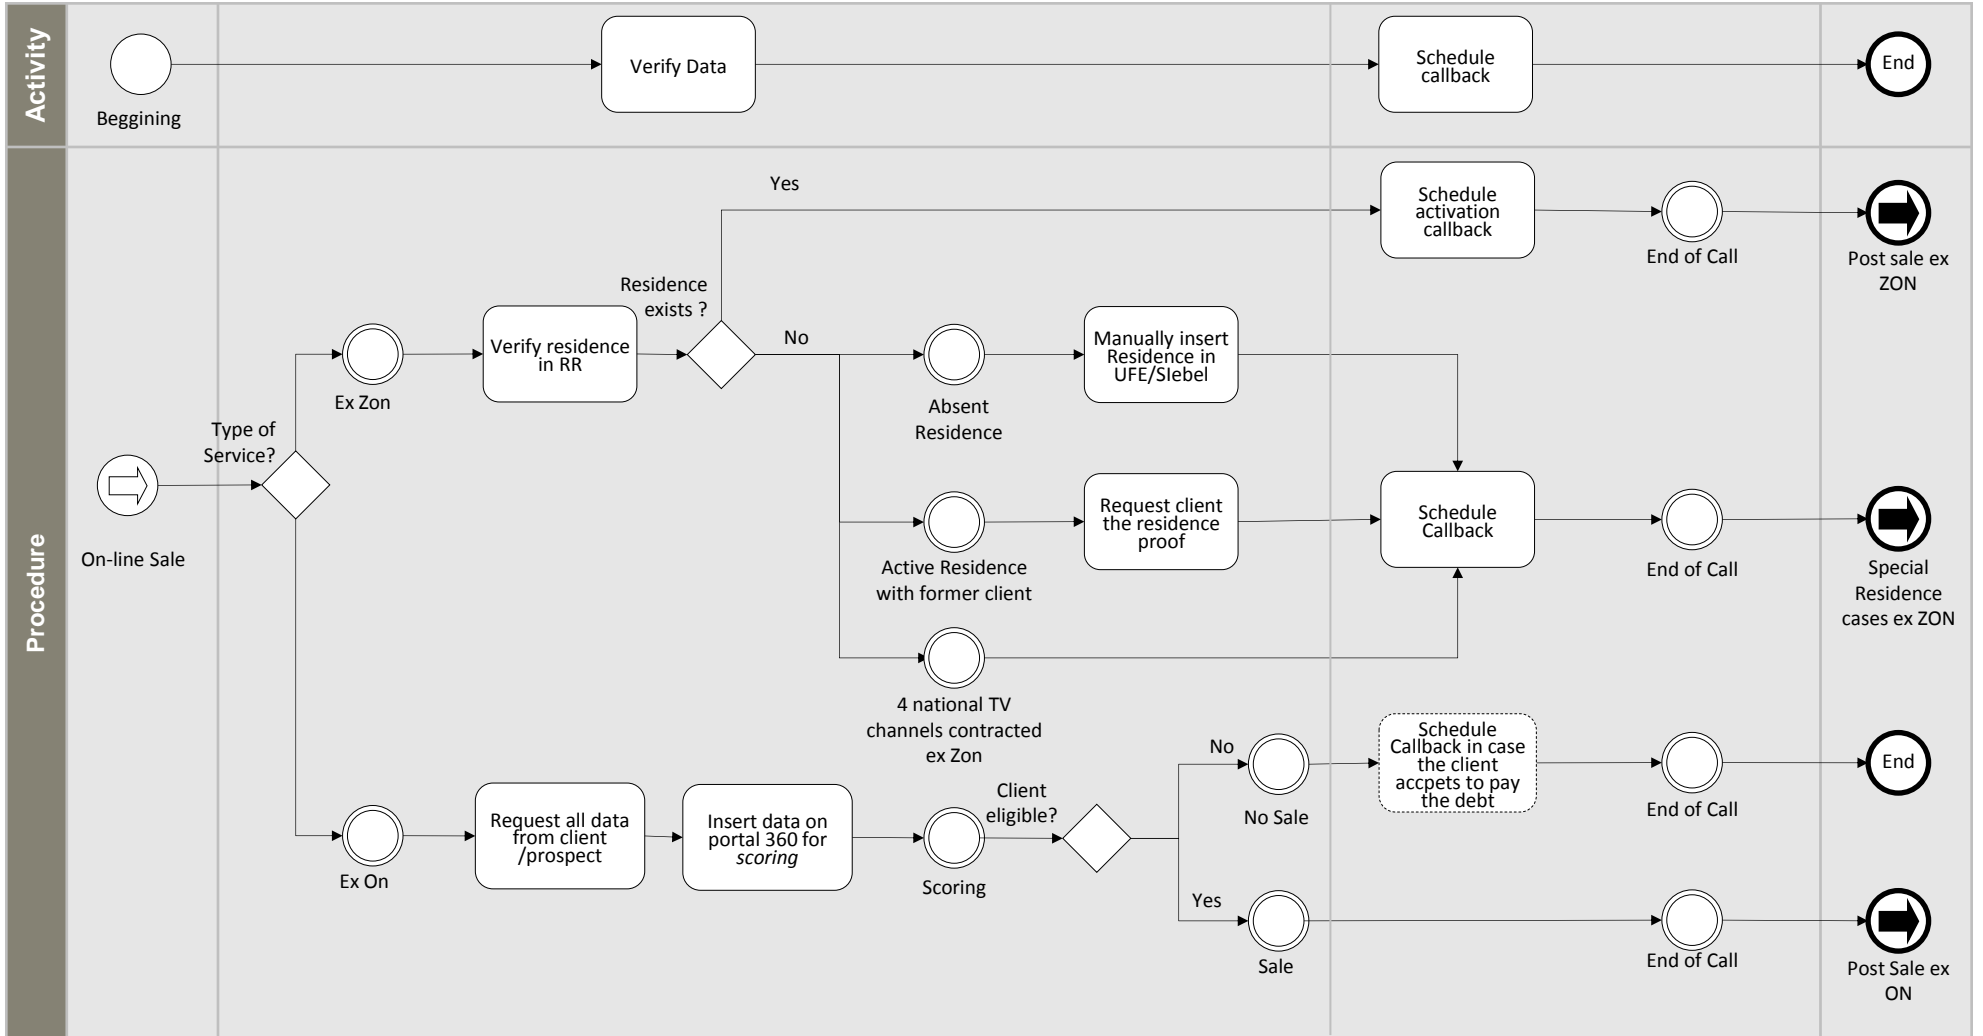 Activity
Beggining
Verify Data
Schedule
callback
End
Procedure
On-line Sale
Type of
Service?
Ex Zon
Verify residence
in RR
Residence
exists ?
Yes
Schedule
activation
callback
End of Call
Post sale ex
ZON
No
Absent
Residence
Manually insert
Residence in
UFE/SIebel
Active Residence
with former client
Request client
the residence
proof
Schedule
Callback
End of Call
Special
Residence
cases ex ZON
4 national TV
channels contracted
ex Zon
Ex On
Request all data
from client
/prospect
Insert data on
portal 360 for
scoring
Scoring
Client
eligible?
No
No Sale
Schedule
Callback in case
the client
accpets to pay
the debt
End of Call
End
Yes
Sale
End of Call
Post Sale ex
ON